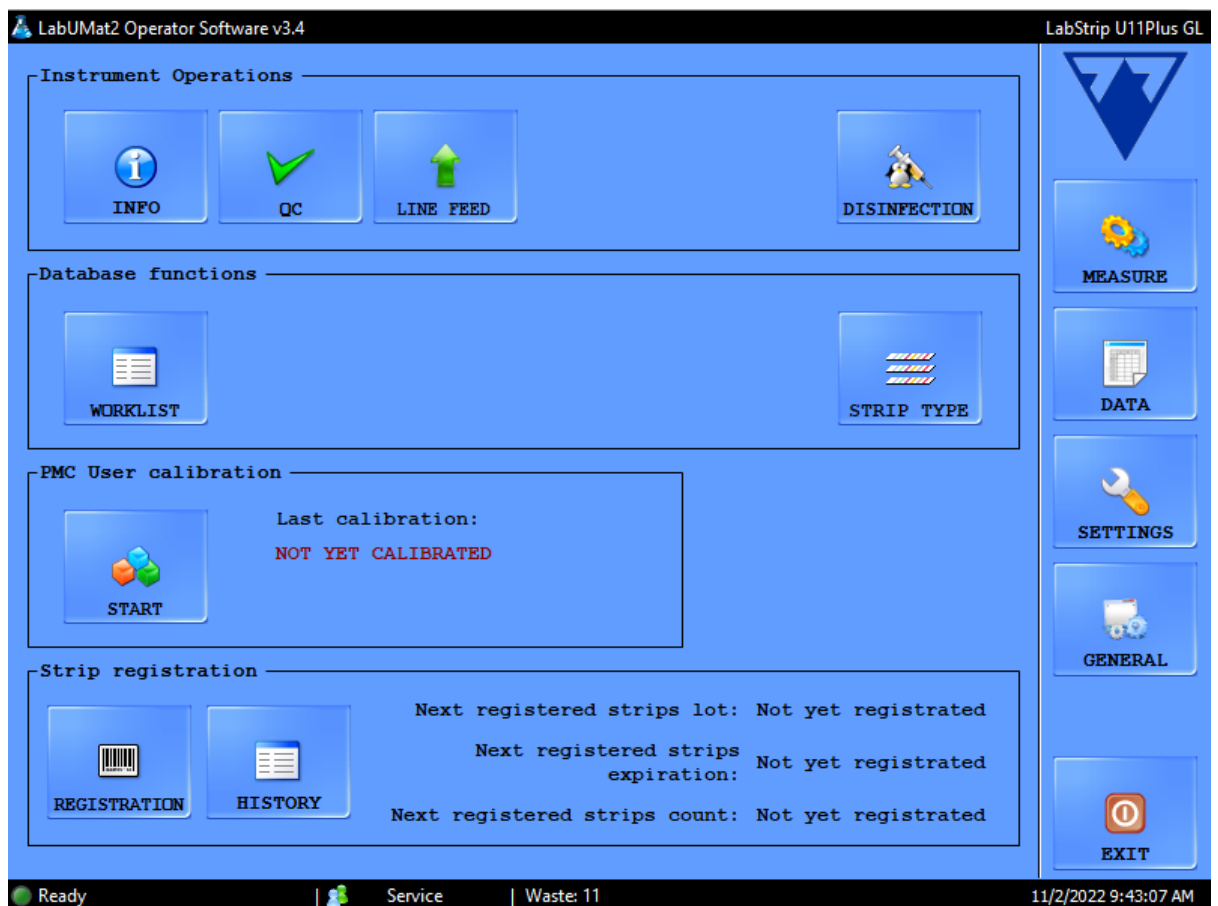 LabUMat2 Operator Software v3.4
LabStrip U11Plus GL
Instrument Operations
INFO
QC
LINE FEED
DISINFECTION
Database functions
WORKLIST
STRIP TYPE
PMC User calibration
START
Last calibration:
NOT YET CALIBRATED
Strip registration
REGISTRATION
HISTORY
Next registered strips lot: Not yet registrated
Next registered strips
expiration: Not yet registrated
Next registered strips count: Not yet registrated
MEASURE
DATA
SETTINGS
GENERAL
EXIT
Ready | Service | Waste: 11
11/2/2022 9:43:07 AM